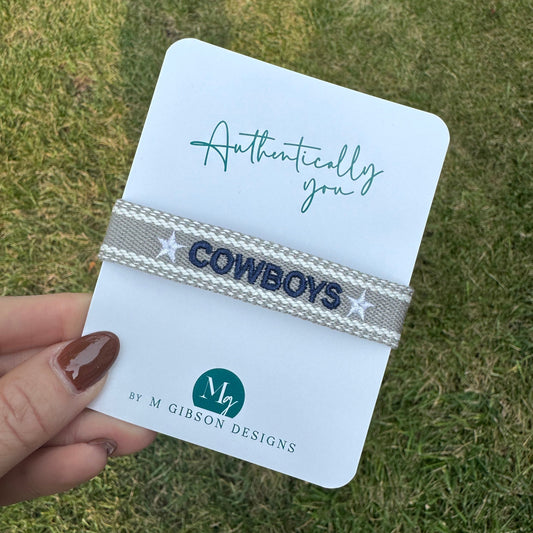 Authentically
you
COWBOYS
Mg
BY M GIBSON DESIGNS